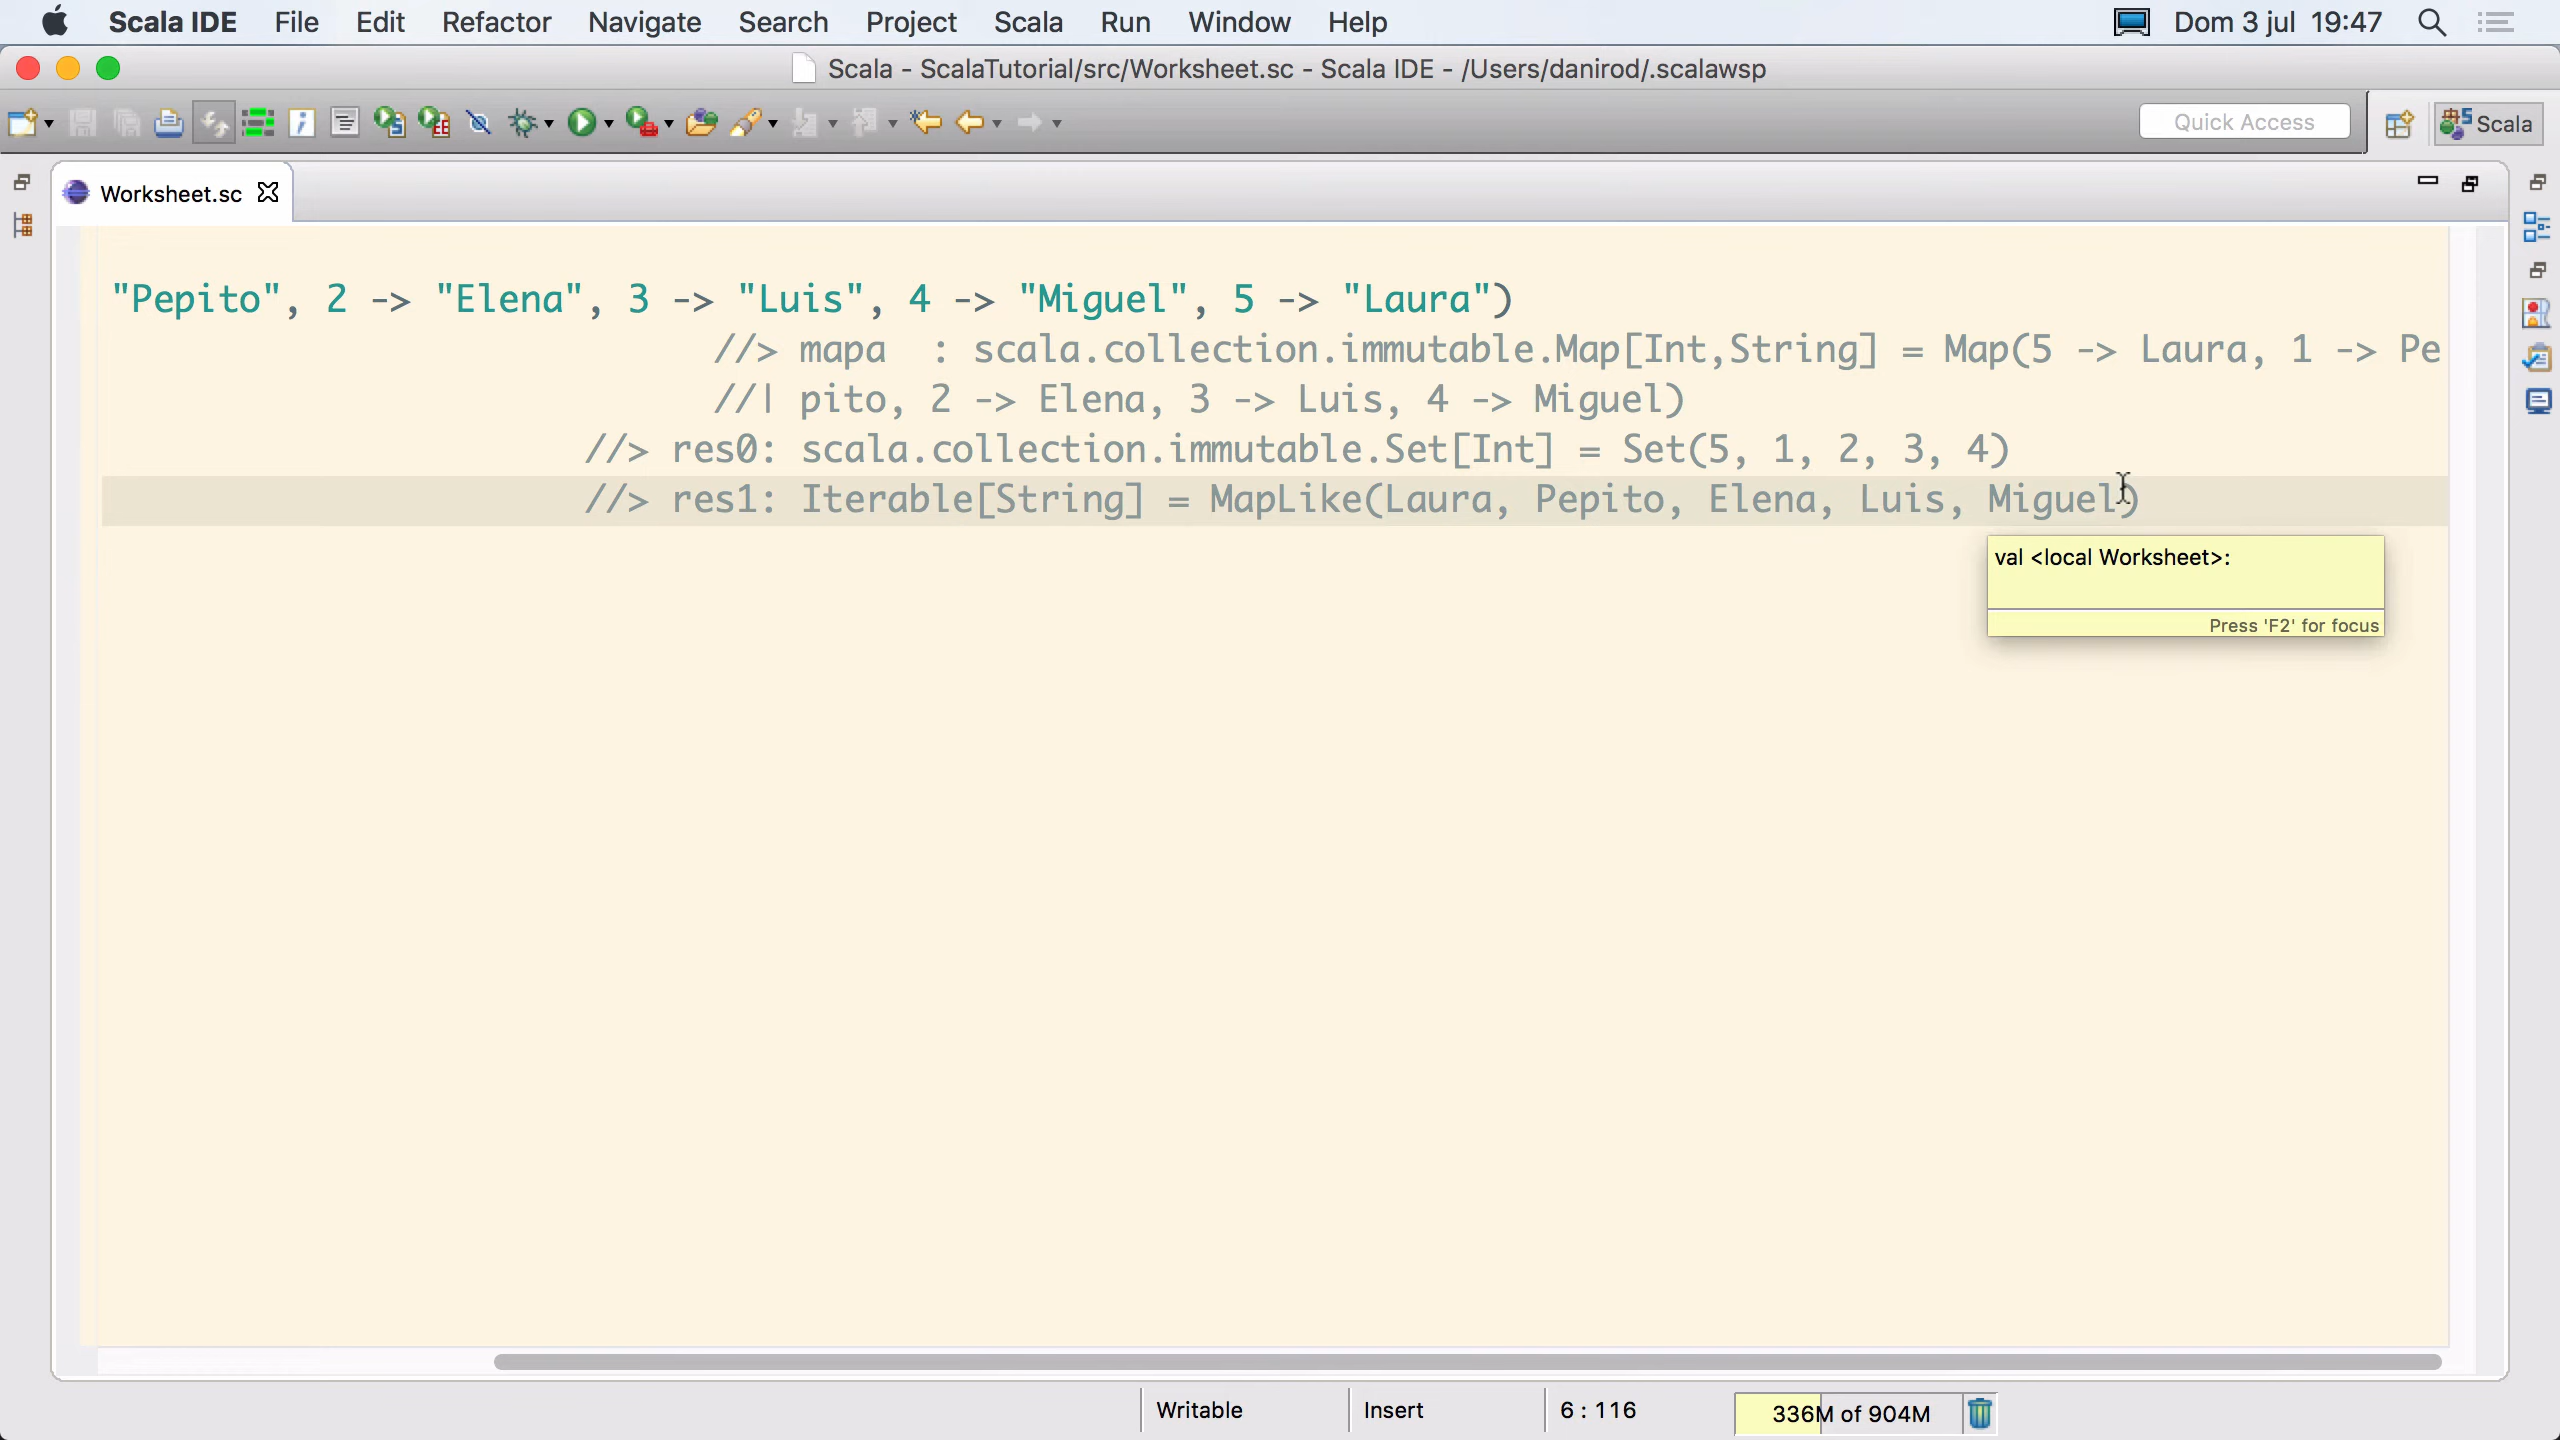 Scala IDE File Edit Refactor Navigate Search Project Scala Run Window Help Dom 3 jul 19:47
Scala - ScalaTutorial/src/Worksheet.sc - Scala IDE - /Users/danirod/.scalawsp
Quick Access Scala
Worksheet.sc
"Pepito", 2 -> "Elena", 3 -> "Luis", 4 -> "Miguel", 5 -> "Laura")
//> mapa  : scala.collection.immutable.Map[Int,String] = Map(5 -> Laura, 1 -> Pe
//| pito, 2 -> Elena, 3 -> Luis, 4 -> Miguel)
//> res0: scala.collection.immutable.Set[Int] = Set(5, 1, 2, 3, 4)
//> res1: Iterable[String] = MapLike(Laura, Pepito, Elena, Luis, Miguel)
val <local Worksheet>:
Press 'F2' for focus
Writable Insert 6 : 116 336M of 904M